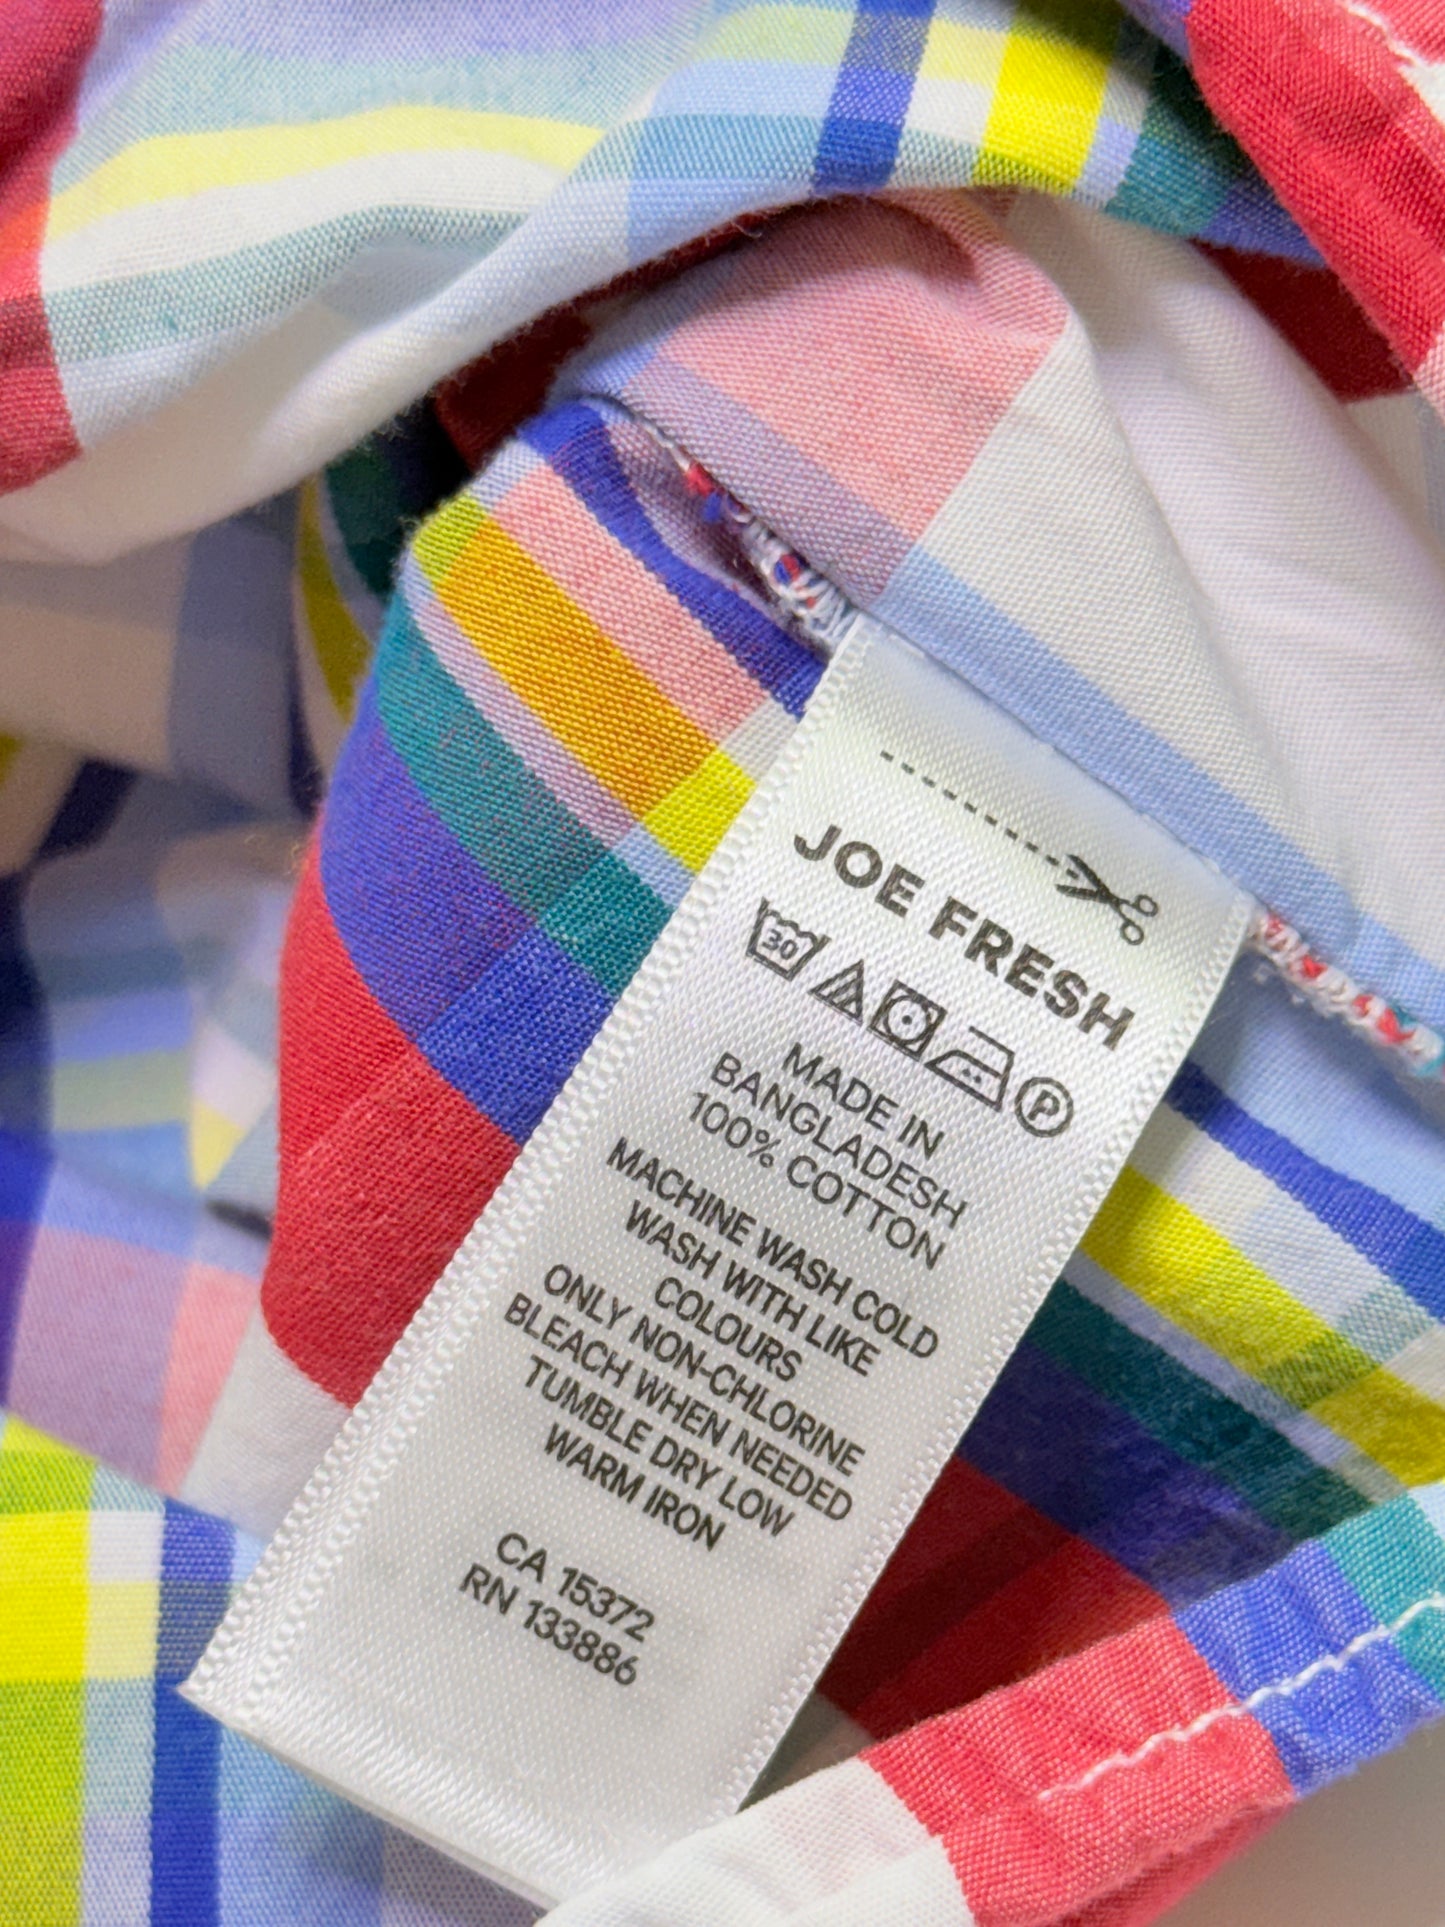 JOE FRESH
30 P
MADE IN
BANGLADESH
100% COTTON
MACHINE WASH COLD
WASH WITH LIKE
COLOURS
ONLY NON-CHLORINE
BLEACH WHEN NEEDED
TUMBLE DRY LOW
WARM IRON
CA 15372
RN 133886